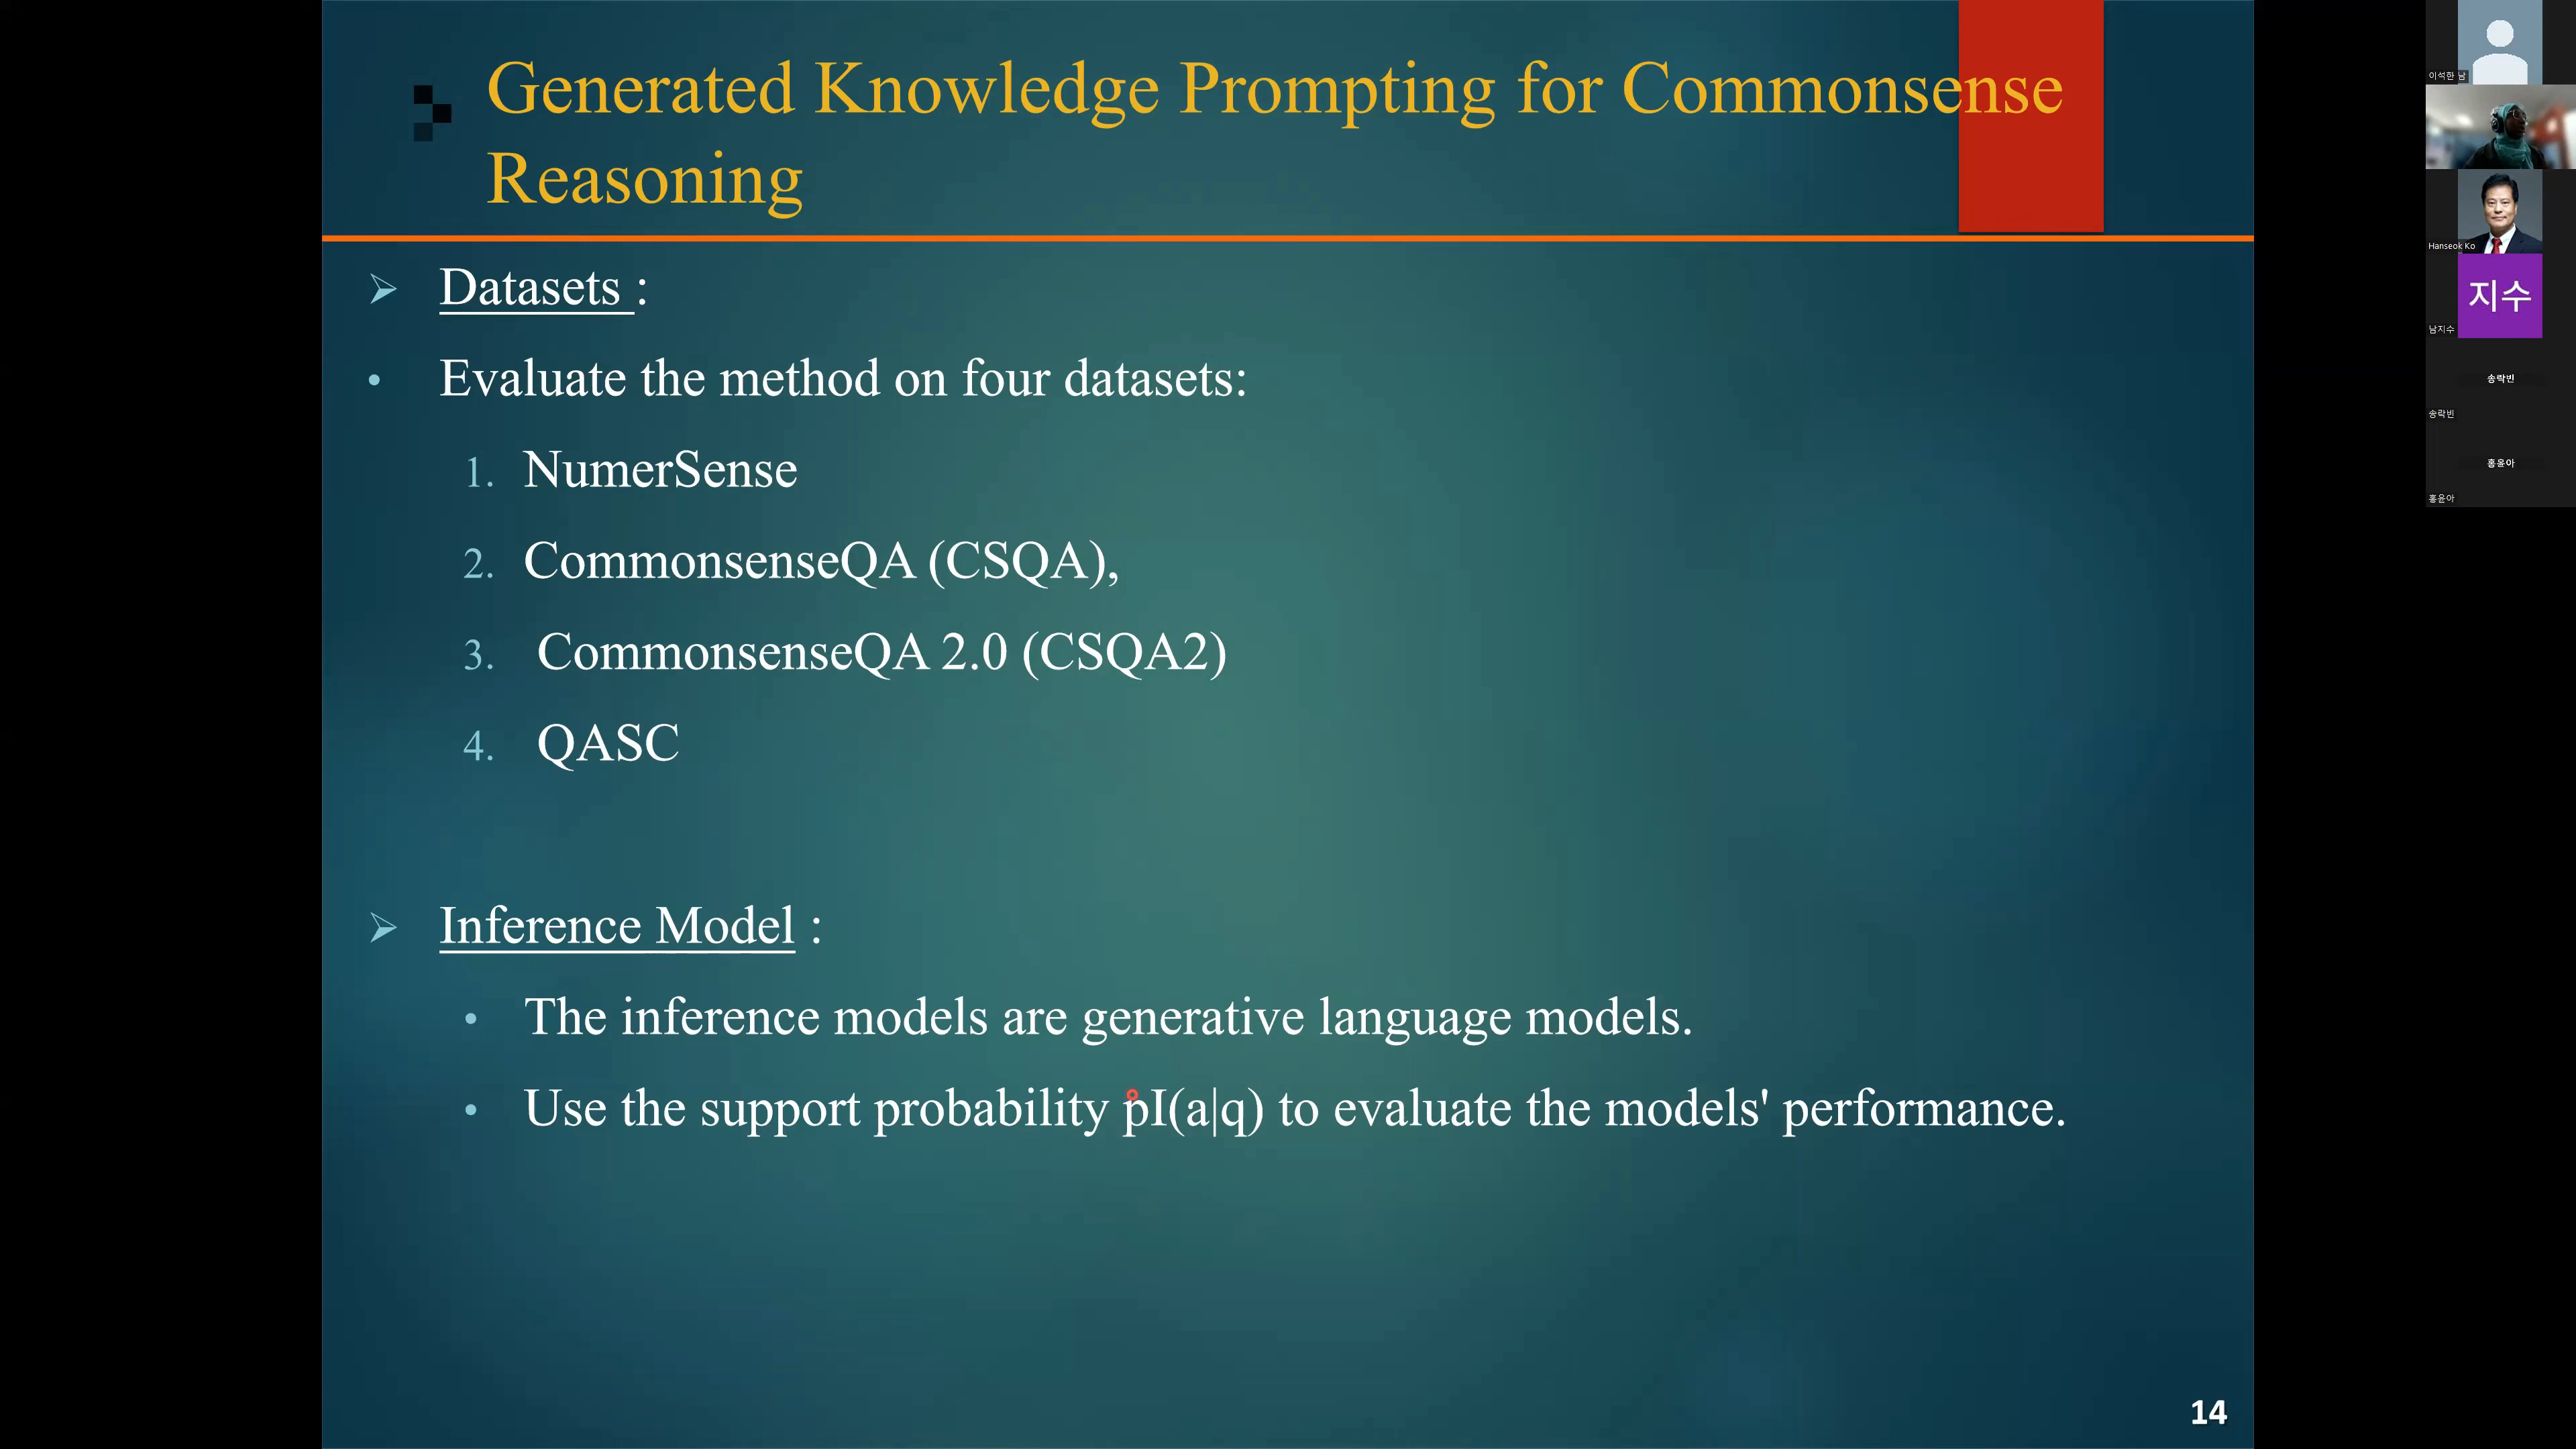 Generated Knowledge Prompting for Commonsense
Reasoning
Datasets :
Evaluate the method on four datasets:
1. NumerSense
2. CommonsenseQA (CSQA),
3. CommonsenseQA 2.0 (CSQA2)
4. QASC
Inference Model :
The inference models are generative language models.
Use the support probability pI(a|q) to evaluate the models' performance.
14
이석한 남
Hanseok Ko
지수
남지수
송락빈
송락빈
홍윤아
홍윤아